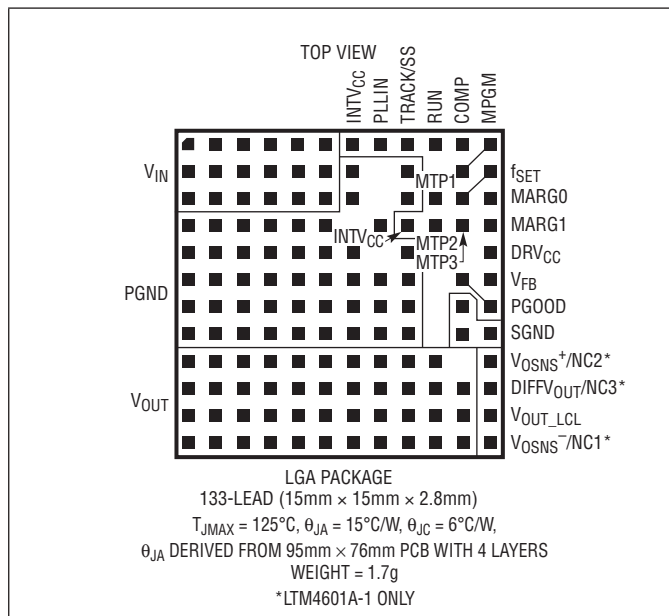 TOP VIEW
INTVCC
PLLIN
TRACK/SS
RUN
COMP
MPGM
VIN
MTP1
fSET
MARG0
MARG1
INTVCC
MTP2
MTP3
DRVCC
VFB
PGND
PGOOD
SGND
VOSNS+/NC2*
DIFFVOUT/NC3*
VOUT
VOUT_LCL
VOSNS−/NC1*
LGA PACKAGE
133-LEAD (15mm × 15mm × 2.8mm)
TJMAX = 125°C, θJA = 15°C/W, θJC = 6°C/W,
θJA DERIVED FROM 95mm × 76mm PCB WITH 4 LAYERS
WEIGHT = 1.7g
*LTM4601A-1 ONLY